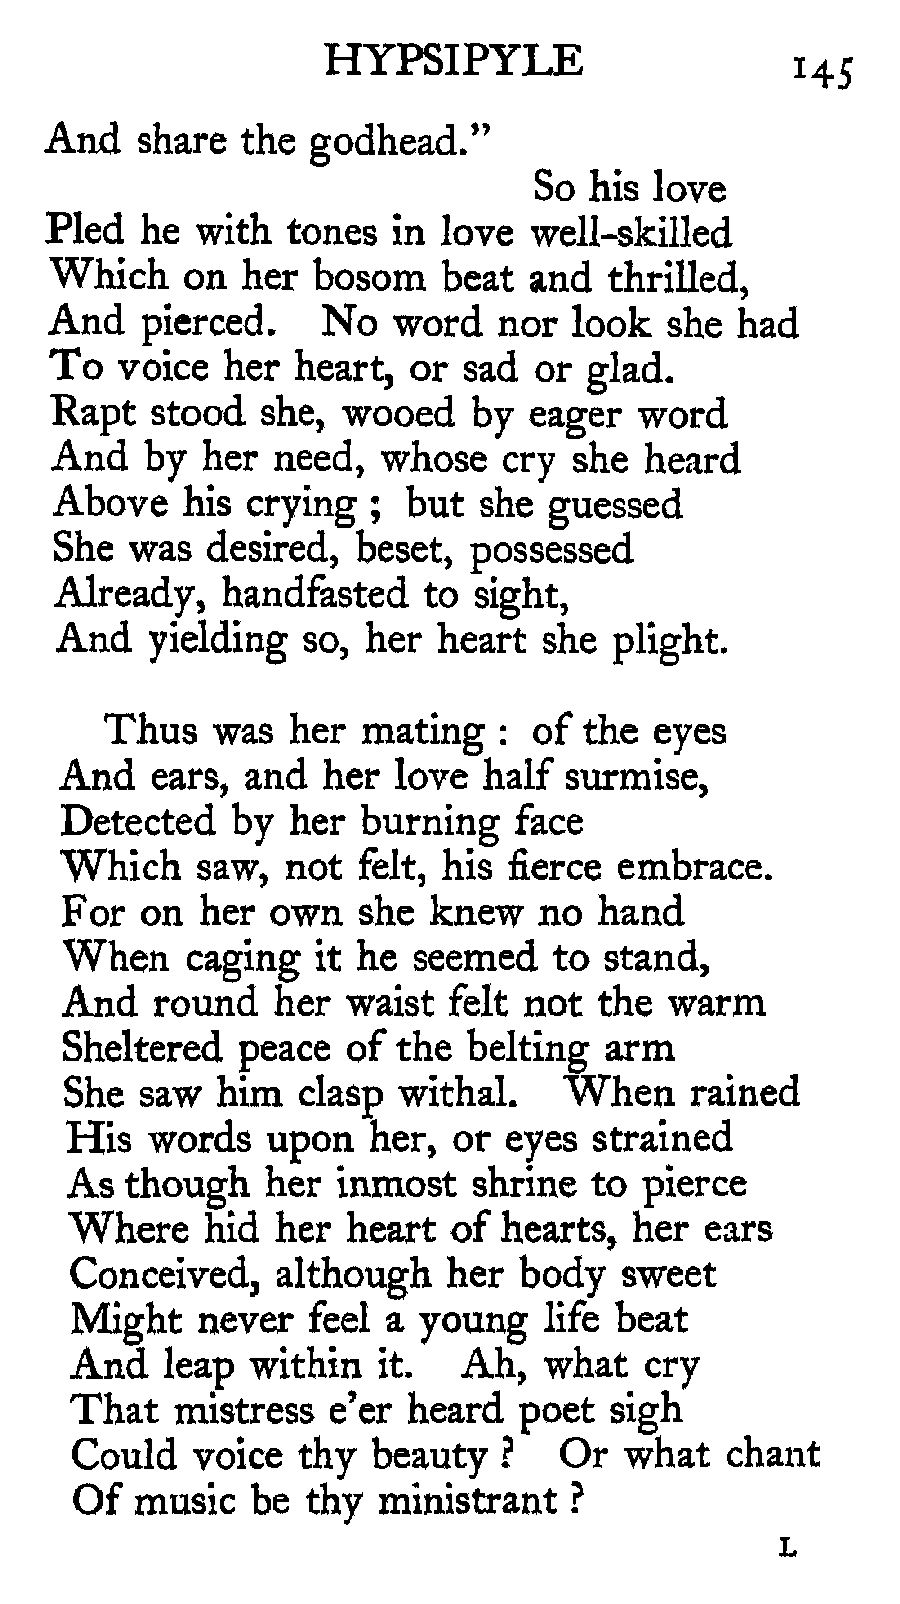 HYPSIPYLE 145
And share the godhead.”
So his love
Pled he with tones in love well-skilled
Which on her bosom beat and thrilled,
And pierced. No word nor look she had
To voice her heart, or sad or glad.
Rapt stood she, wooed by eager word
And by her need, whose cry she heard
Above his crying ; but she guessed
She was desired, beset, possessed
Already, handfasted to sight,
And yielding so, her heart she plight.
Thus was her mating : of the eyes
And ears, and her love half surmise,
Detected by her burning face
Which saw, not felt, his fierce embrace.
For on her own she knew no hand
When caging it he seemed to stand,
And round her waist felt not the warm
Sheltered peace of the belting arm
She saw him clasp withal. When rained
His words upon her, or eyes strained
As though her inmost shrine to pierce
Where hid her heart of hearts, her ears
Conceived, although her body sweet
Might never feel a young life beat
And leap within it. Ah, what cry
That mistress e’er heard poet sigh
Could voice thy beauty ? Or what chant
Of music be thy ministrant ?
L